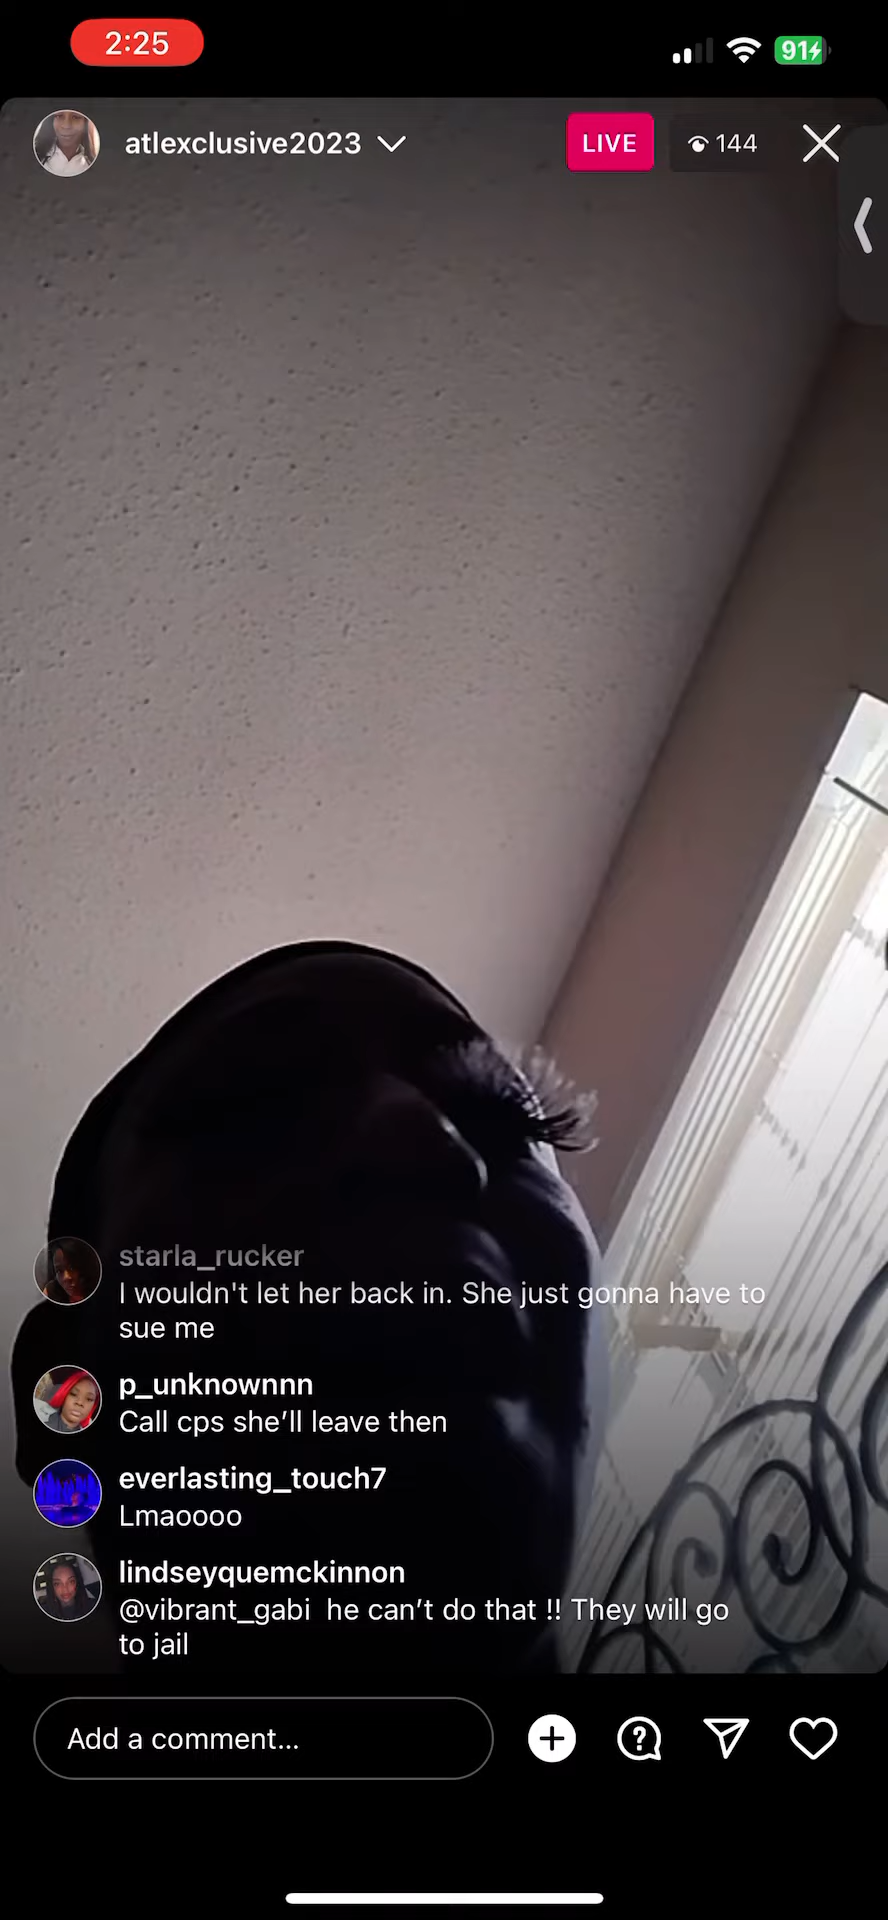 2:25
91
atlexclusive2023
LIVE
144
starla_rucker
I wouldn't let her back in. She just gonna have to
sue me
p_unknownnn
Call cps she’ll leave then
everlasting_touch7
Lmaoooo
lindseyquemckinnon
@vibrant_gabi he can’t do that !! They will go
to jail
Add a comment...